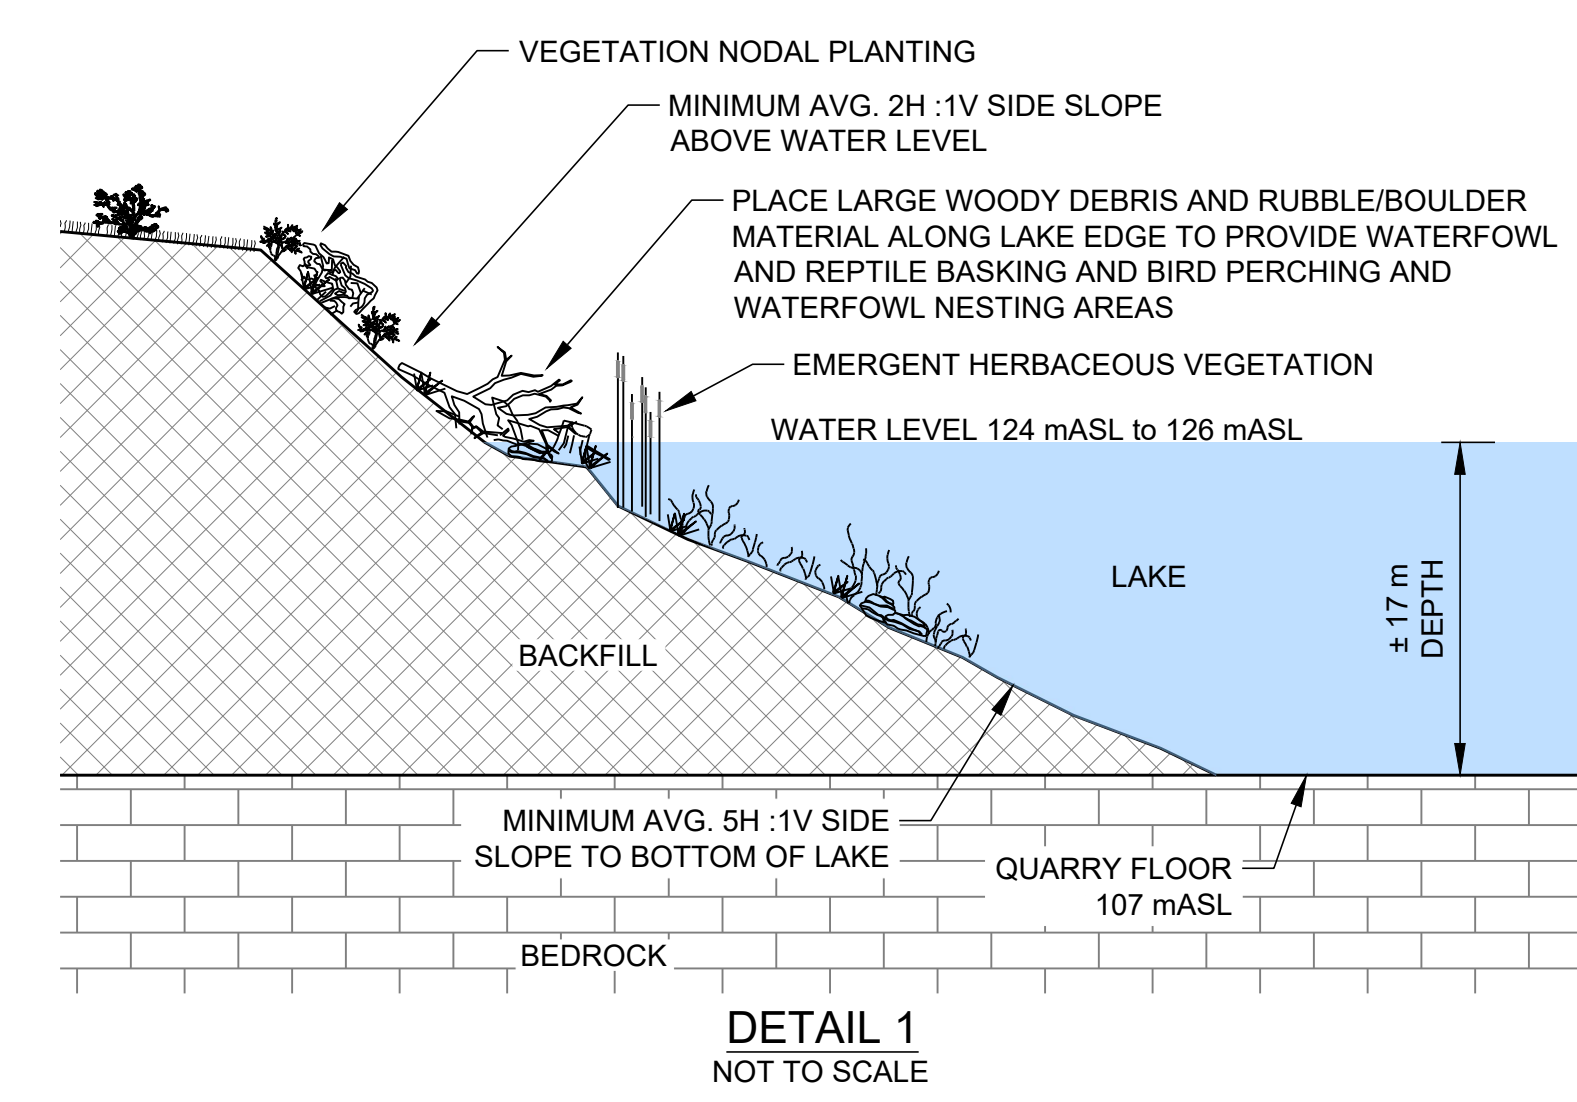 VEGETATION NODAL PLANTING
MINIMUM AVG. 2H :1V SIDE SLOPE
ABOVE WATER LEVEL
PLACE LARGE WOODY DEBRIS AND RUBBLE/BOULDER
MATERIAL ALONG LAKE EDGE TO PROVIDE WATERFOWL
AND REPTILE BASKING AND BIRD PERCHING AND
WATERFOWL NESTING AREAS
EMERGENT HERBACEOUS VEGETATION
WATER LEVEL 124 mASL to 126 mASL
LAKE
± 17 m
DEPTH
BACKFILL
MINIMUM AVG. 5H :1V SIDE
SLOPE TO BOTTOM OF LAKE
QUARRY FLOOR
107 mASL
BEDROCK
DETAIL 1
NOT TO SCALE